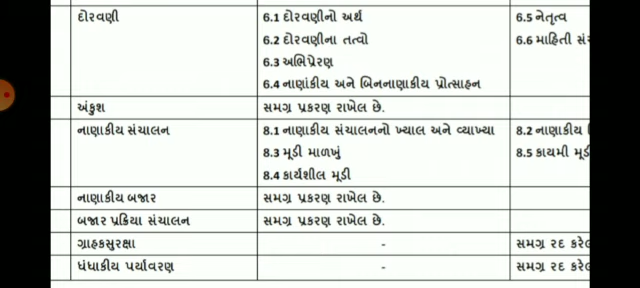 દોરવણી
6.1 દોરવણીનો અર્થ
6.5 નેતૃત્વ
6.2 દોરવણીના તત્વો
6.6 માહિતી
6.3 અભિપ્રેરણ
6.4 નાણાંકીય અને બિનનાણાકીય પ્રોત્સાહન
અંકુશ
સમગ્ર પ્રકરણ રાખેલ છે.
નાણાકીય સંચાલન
8.1 નાણાકીય સંચાલનનો ખ્યાલ અને વ્યાખ્યા
8.2 નાણાકીય
8.3 મૂડી માળખું
8.5 કાયમી મૂડી
8.4 કાર્યશીલ મૂડી
નાણાકીય બજાર
સમગ્ર પ્રકરણ રાખેલ છે.
બજાર પ્રક્રિયા સંચાલન
સમગ્ર પ્રકરણ રાખેલ છે.
ગ્રાહકસુરક્ષા
-
સમગ્ર રદ
ધંધાકીય પર્યાવરણ
-
સમગ્ર રદ